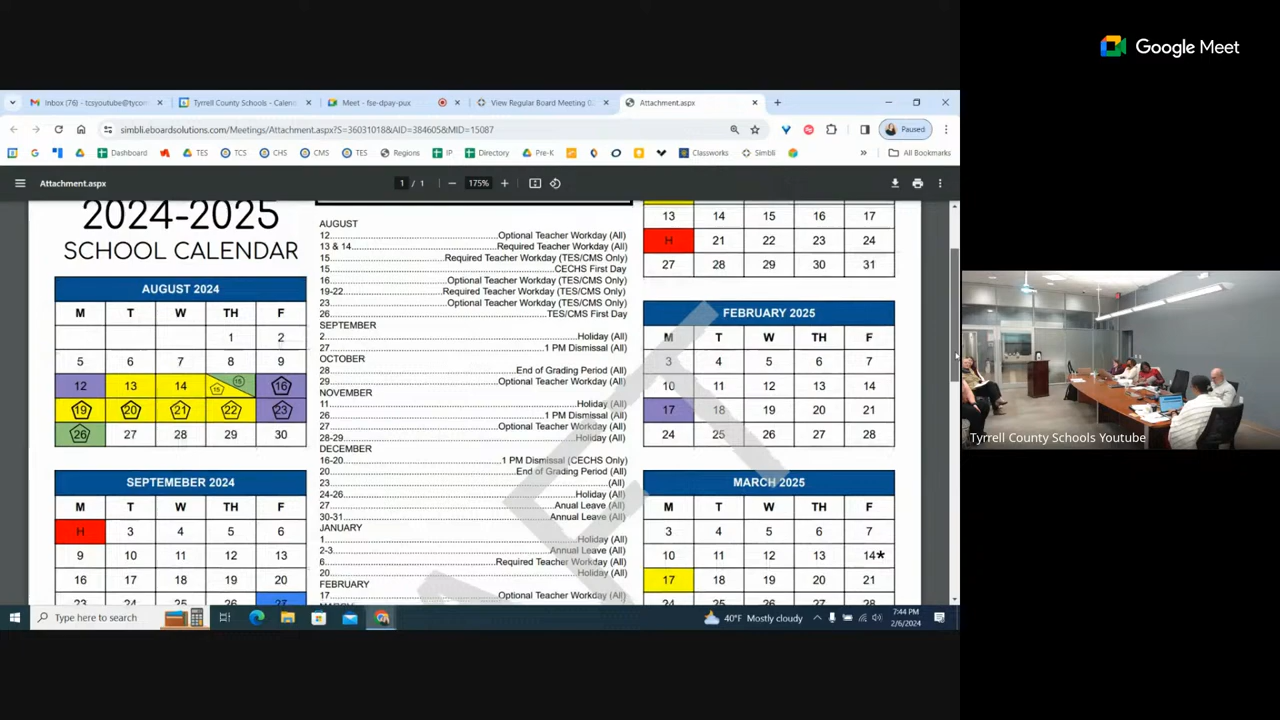 Google Meet
Inbox (76) - tcsyoutube@tycom
Tyrrell County Schools - Calend
Meet - fse-dpay-pux
View Regular Board Meeting 0
Attachment.aspx
simbli.eboardsolutions.com/Meetings/Attachment.aspx?S=36031018&AID=384605&MID=15087
Paused
Dashboard
TES
TCS
CHS
CMS
TES
Regions
IP
Directory
Pre-K
Classworks
Simbli
All Bookmarks
Attachment.aspx
1 / 1
175%
2024-2025
SCHOOL CALENDAR
AUGUST 2024
M T W TH F
1 2
5 6 7 8 9
12 13 14 15 15 16
19 20 21 22 23
26 27 28 29 30
SEPTEMEBER 2024
M T W TH F
H 3 4 5 6
9 10 11 12 13
16 17 18 19 20
23 24 25 26 27
AUGUST
12 Optional Teacher Workday (All)
13 & 14 Required Teacher Workday (All)
15 Required Teacher Workday (TES/CMS Only)
15 CECHS First Day
16 Optional Teacher Workday (TES/CMS Only)
19-22 Required Teacher Workday (TES/CMS Only)
23 Optional Teacher Workday (TES/CMS Only)
26 TES/CMS First Day
SEPTEMBER
2 Holiday (All)
27 1 PM Dismissal (All)
OCTOBER
28 End of Grading Period (All)
29 Optional Teacher Workday (All)
NOVEMBER
11 Holiday (All)
26 1 PM Dismissal (All)
27 Optional Teacher Workday (All)
28-29 Holiday (All)
DECEMBER
16-20 1 PM Dismissal (CECHS Only)
20 End of Grading Period (All)
23 (All)
24-26 Holiday (All)
27 Anual Leave (All)
30-31 Annual Leave (All)
JANUARY
1 Holiday (All)
2-3 Annual Leave (All)
6 Required Teacher Workday (All)
20 Holiday (All)
FEBRUARY
17 Optional Teacher Workday (All)
13 14 15 16 17
H 21 22 23 24
27 28 29 30 31
FEBRUARY 2025
M T W TH F
3 4 5 6 7
10 11 12 13 14
17 18 19 20 21
24 25 26 27 28
MARCH 2025
M T W TH F
3 4 5 6 7
10 11 12 13 14*
17 18 19 20 21
24 25 26 27 28
Tyrrell County Schools Youtube
Type here to search
40°F Mostly cloudy
7:44 PM
2/6/2024